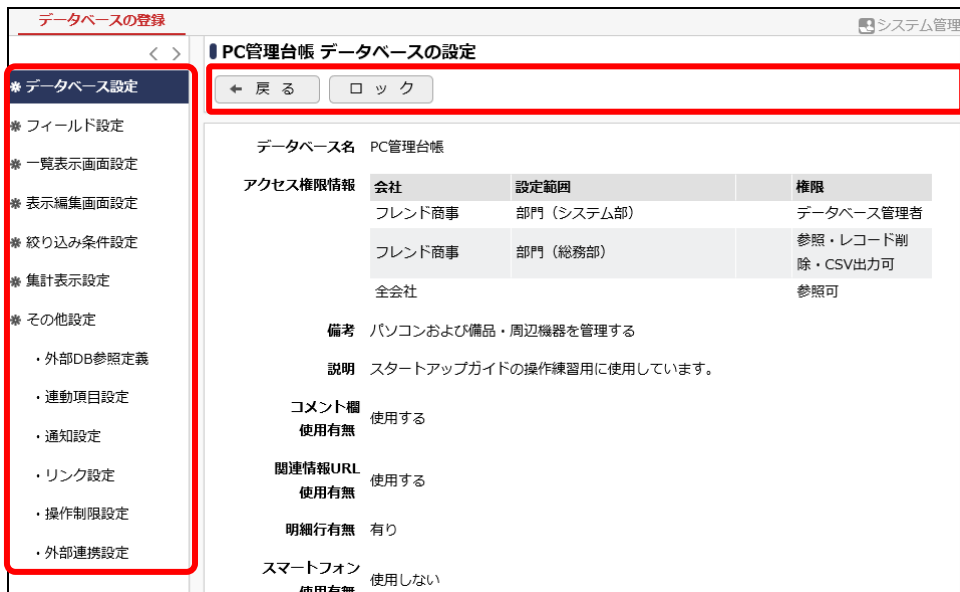 データベースの登録
システム管理
< >
PC管理台帳 データベースの設定
データベース設定
フィールド設定
一覧表示画面設定
表示編集画面設定
絞り込み条件設定
集計表示設定
その他設定
・外部DB参照定義
・連動項目設定
・通知設定
・リンク設定
・操作制限設定
・外部連携設定
← 戻 る ロ ッ ク
データベース名 PC管理台帳
アクセス権限情報 会社 設定範囲 権限
フレンド商事 部門（システム部） データベース管理者
フレンド商事 部門（総務部） 参照・レコード削
除・CSV出力可
全会社 参照可
備考 パソコンおよび備品・周辺機器を管理する
説明 スタートアップガイドの操作練習用に使用しています。
コメント欄
使用有無 使用する
関連情報URL
使用有無 使用する
明細行有無 有り
スマートフォン
使用有無 使用しない